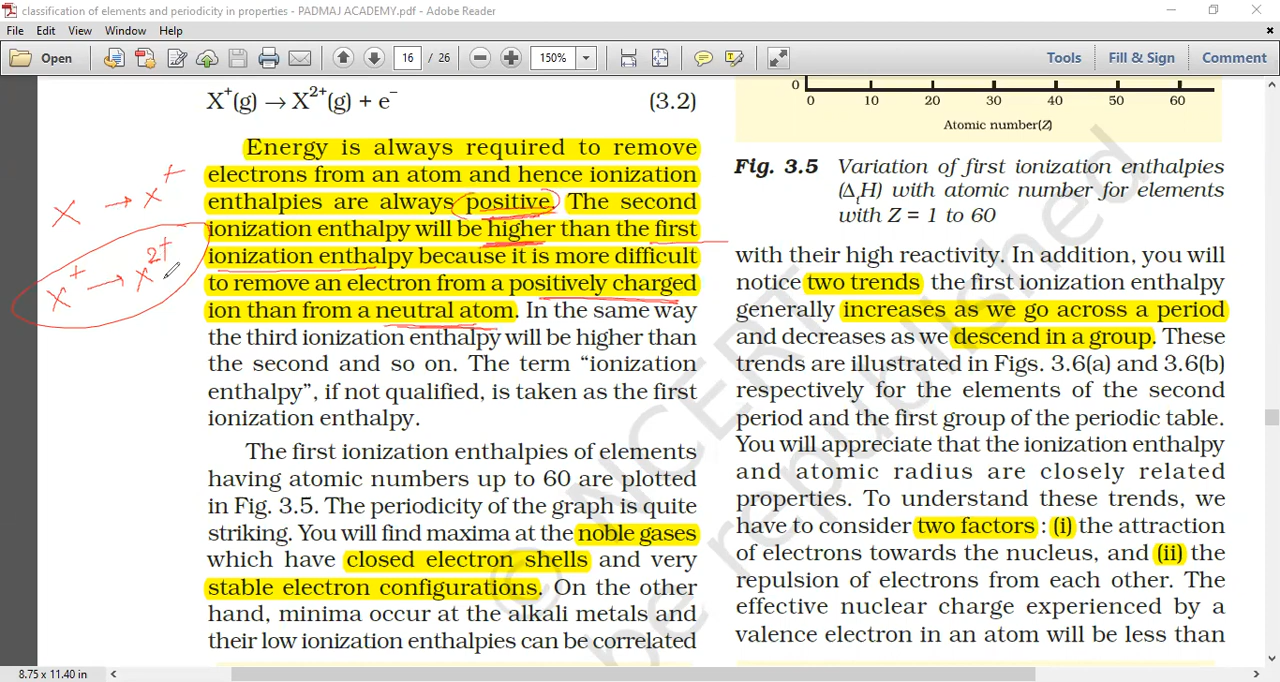 classification of elements and periodicity in properties - PADMAJ ACADEMY.pdf - Adobe Reader
File Edit View Window Help
Open 16 / 26 150% Tools Fill & Sign Comment
X⁺(g) → X²⁺(g) + e⁻ (3.2)
Energy is always required to remove
electrons from an atom and hence ionization
enthalpies are always positive. The second
ionization enthalpy will be higher than the first
ionization enthalpy because it is more difficult
to remove an electron from a positively charged
ion than from a neutral atom. In the same way
the third ionization enthalpy will be higher than
the second and so on. The term “ionization
enthalpy”, if not qualified, is taken as the first
ionization enthalpy.
The first ionization enthalpies of elements
having atomic numbers up to 60 are plotted
in Fig. 3.5. The periodicity of the graph is quite
striking. You will find maxima at the noble gases
which have closed electron shells and very
stable electron configurations. On the other
hand, minima occur at the alkali metals and
their low ionization enthalpies can be correlated
X → X⁺
X⁺ → X²⁺
0
0 10 20 30 40 50 60
Atomic number(Z)
Fig. 3.5 Variation of first ionization enthalpies
(ΔᵢH) with atomic number for elements
with Z = 1 to 60
with their high reactivity. In addition, you will
notice two trends the first ionization enthalpy
generally increases as we go across a period
and decreases as we descend in a group. These
trends are illustrated in Figs. 3.6(a) and 3.6(b)
respectively for the elements of the second
period and the first group of the periodic table.
You will appreciate that the ionization enthalpy
and atomic radius are closely related
properties. To understand these trends, we
have to consider two factors : (i) the attraction
of electrons towards the nucleus, and (ii) the
repulsion of electrons from each other. The
effective nuclear charge experienced by a
valence electron in an atom will be less than
© NCERT
be republished
8.75 x 11.40 in